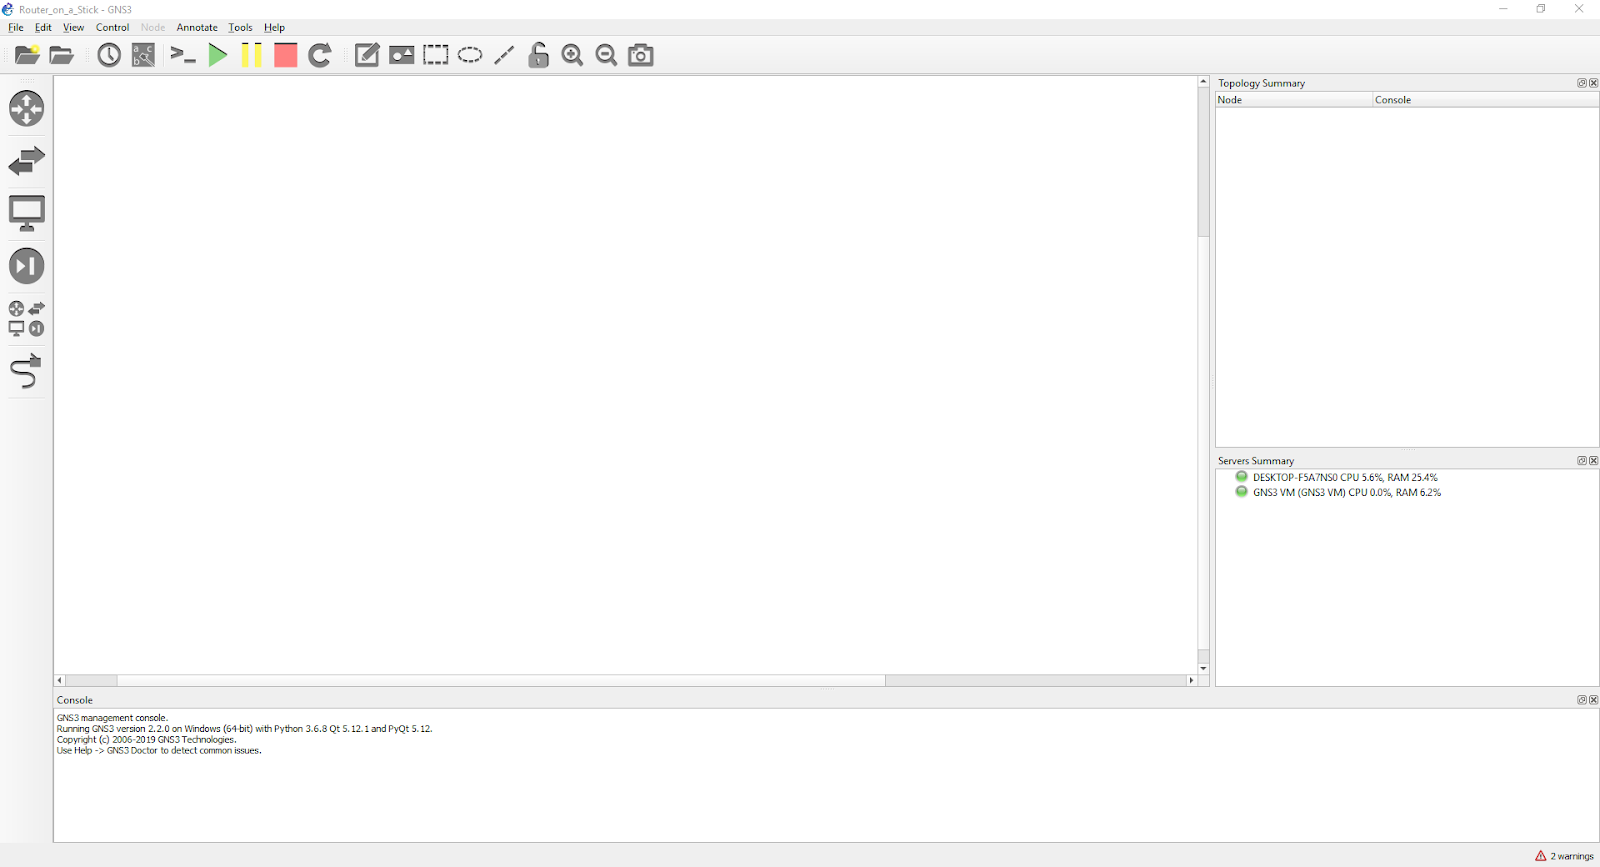 Router_on_a_Stick - GNS3
File Edit View Control Node Annotate Tools Help
a c
b
Topology Summary
Node Console
Servers Summary
DESKTOP-F5A7NS0 CPU 5.6%, RAM 25.4%
GNS3 VM (GNS3 VM) CPU 0.0%, RAM 6.2%
Console
GNS3 management console.
Running GNS3 version 2.2.0 on Windows (64-bit) with Python 3.6.8 Qt 5.12.1 and PyQt 5.12.
Copyright (c) 2006-2019 GNS3 Technologies.
Use Help -> GNS3 Doctor to detect common issues.
2 warnings